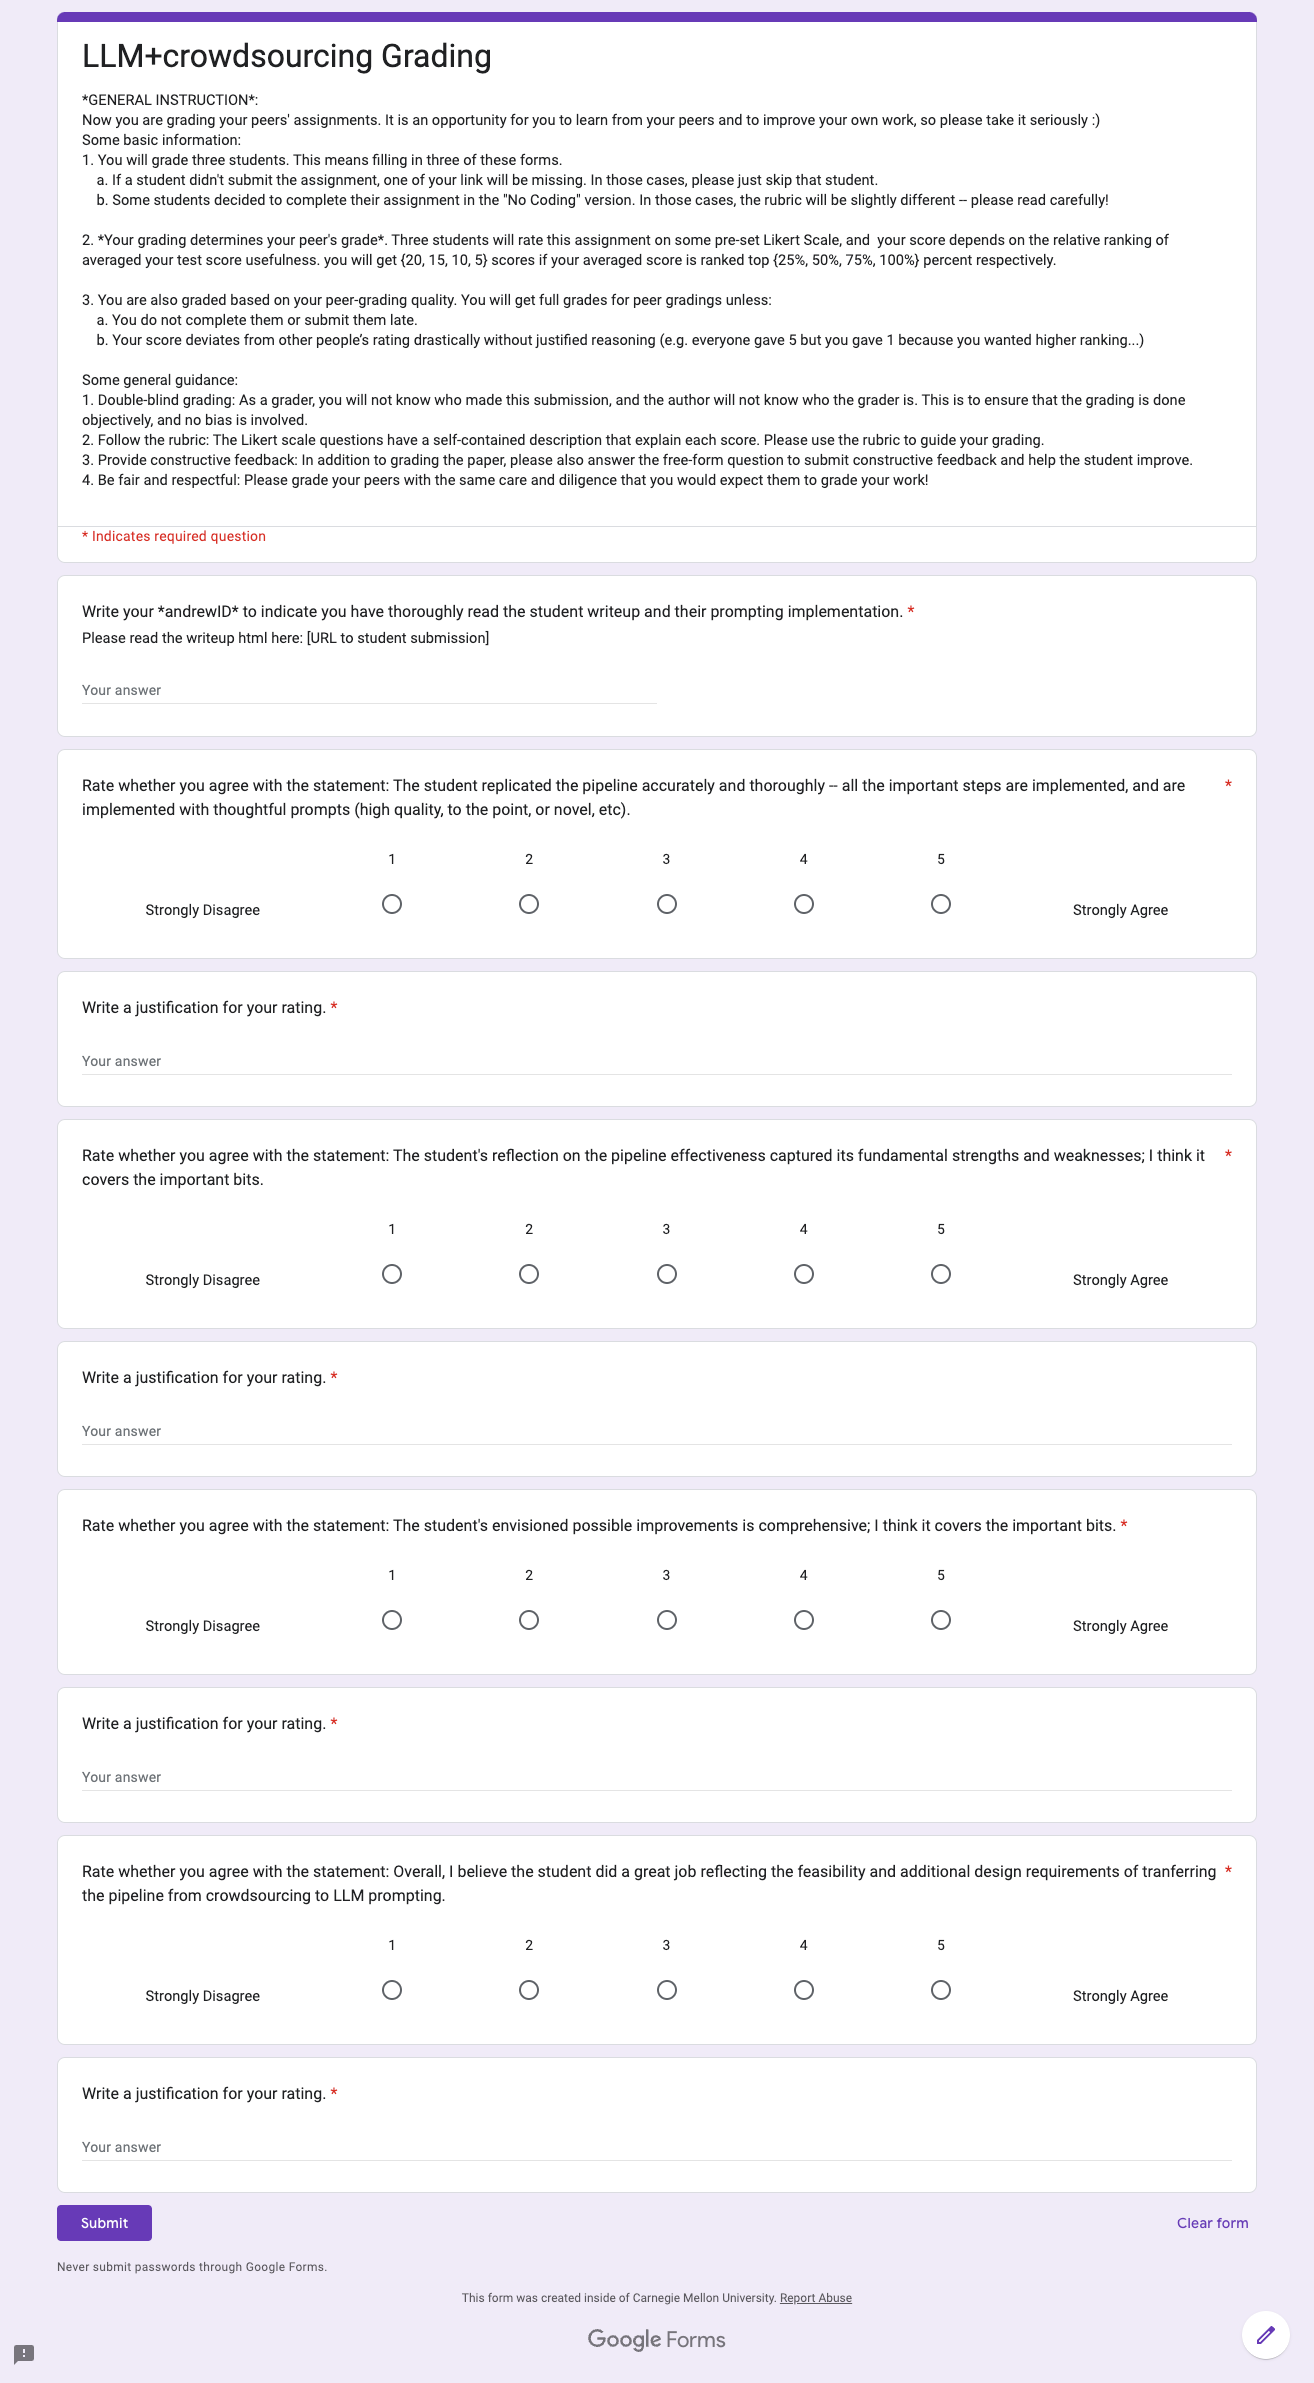 LLM+crowdsourcing Grading
*GENERAL INSTRUCTION*:
Now you are grading your peers' assignments. It is an opportunity for you to learn from your peers and to improve your own work, so please take it seriously :)
Some basic information:
1. You will grade three students. This means filling in three of these forms.
a. If a student didn't submit the assignment, one of your link will be missing. In those cases, please just skip that student.
b. Some students decided to complete their assignment in the "No Coding" version. In those cases, the rubric will be slightly different -- please read carefully!
2. *Your grading determines your peer's grade*. Three students will rate this assignment on some pre-set Likert Scale, and  your score depends on the relative ranking of
averaged your test score usefulness. you will get {20, 15, 10, 5} scores if your averaged score is ranked top {25%, 50%, 75%, 100%} percent respectively.
3. You are also graded based on your peer-grading quality. You will get full grades for peer gradings unless:
a. You do not complete them or submit them late.
b. Your score deviates from other people’s rating drastically without justified reasoning (e.g. everyone gave 5 but you gave 1 because you wanted higher ranking...)
Some general guidance:
1. Double-blind grading: As a grader, you will not know who made this submission, and the author will not know who the grader is. This is to ensure that the grading is done
objectively, and no bias is involved.
2. Follow the rubric: The Likert scale questions have a self-contained description that explain each score. Please use the rubric to guide your grading.
3. Provide constructive feedback: In addition to grading the paper, please also answer the free-form question to submit constructive feedback and help the student improve.
4. Be fair and respectful: Please grade your peers with the same care and diligence that you would expect them to grade your work!
* Indicates required question
Write your *andrewID* to indicate you have thoroughly read the student writeup and their prompting implementation. *
Please read the writeup html here: [URL to student submission]
Your answer
Rate whether you agree with the statement: The student replicated the pipeline accurately and thoroughly -- all the important steps are implemented, and are *
implemented with thoughtful prompts (high quality, to the point, or novel, etc).
1 2 3 4 5
Strongly Disagree Strongly Agree
Write a justification for your rating. *
Your answer
Rate whether you agree with the statement: The student's reflection on the pipeline effectiveness captured its fundamental strengths and weaknesses; I think it *
covers the important bits.
1 2 3 4 5
Strongly Disagree Strongly Agree
Write a justification for your rating. *
Your answer
Rate whether you agree with the statement: The student's envisioned possible improvements is comprehensive; I think it covers the important bits. *
1 2 3 4 5
Strongly Disagree Strongly Agree
Write a justification for your rating. *
Your answer
Rate whether you agree with the statement: Overall, I believe the student did a great job reflecting the feasibility and additional design requirements of tranferring *
the pipeline from crowdsourcing to LLM prompting.
1 2 3 4 5
Strongly Disagree Strongly Agree
Write a justification for your rating. *
Your answer
Submit Clear form
Never submit passwords through Google Forms.
This form was created inside of Carnegie Mellon University. Report Abuse
Google Forms